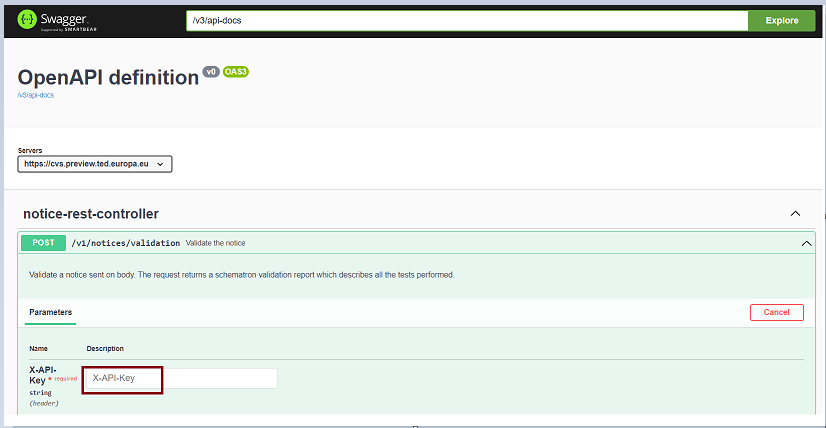 Swagger.
Supported by SMARTBEAR
/v3/api-docs
Explore
OpenAPI definition v0 OAS3
/v3/api-docs
Servers
https://cvs.preview.ted.europa.eu
notice-rest-controller
POST /v1/notices/validation Validate the notice
Validate a notice sent on body. The request returns a schematron validation report which describes all the tests performed.
Parameters
Cancel
Name Description
X-API-
Key * required
string
(header)
X-API-Key